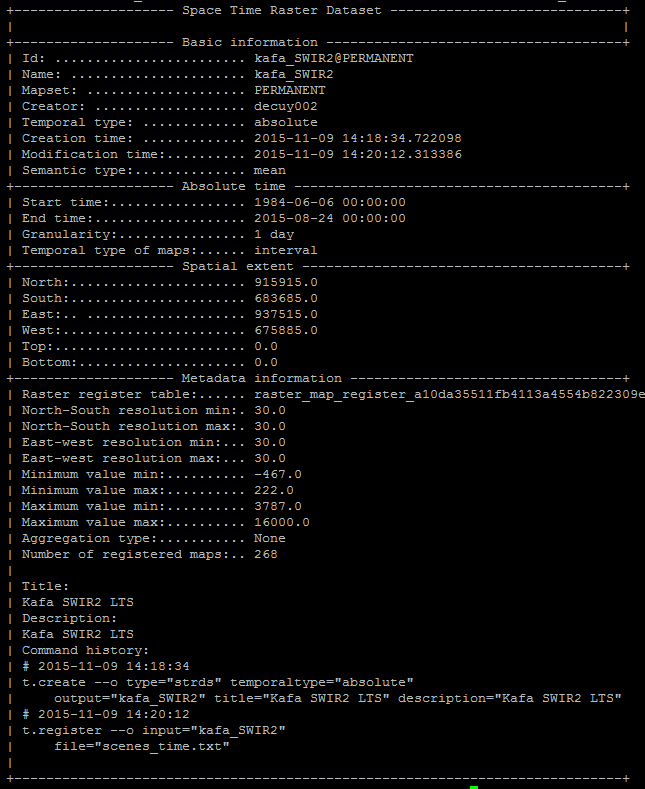 +-------------------- Space Time Raster Dataset -----------------------------+
|                                                                            |
+-------------------- Basic information -------------------------------------+
| Id: ........................ kafa_SWIR2@PERMANENT
| Name: ...................... kafa_SWIR2
| Mapset: .................... PERMANENT
| Creator: ................... decuy002
| Temporal type: ............. absolute
| Creation time: ............. 2015-11-09 14:18:34.722098
| Modification time:.......... 2015-11-09 14:20:12.313386
| Semantic type:.............. mean
+-------------------- Absolute time -----------------------------------------+
| Start time:................. 1984-06-06 00:00:00
| End time:................... 2015-08-24 00:00:00
| Granularity:................ 1 day
| Temporal type of maps:...... interval
+-------------------- Spatial extent ----------------------------------------+
| North:...................... 915915.0
| South:...................... 683685.0
| East:.. .................... 937515.0
| West:....................... 675885.0
| Top:........................ 0.0
| Bottom:..................... 0.0
+-------------------- Metadata information ----------------------------------+
| Raster register table:...... raster_map_register_a10da35511fb4113a4554b822309e
| North-South resolution min:. 30.0
| North-South resolution max:. 30.0
| East-west resolution min:... 30.0
| East-west resolution max:... 30.0
| Minimum value min:.......... -467.0
| Minimum value max:.......... 222.0
| Maximum value min:.......... 3787.0
| Maximum value max:.......... 16000.0
| Aggregation type:........... None
| Number of registered maps:.. 268
|
| Title:
| Kafa SWIR2 LTS
| Description:
| Kafa SWIR2 LTS
| Command history:
| # 2015-11-09 14:18:34
| t.create --o type="strds" temporaltype="absolute"
|     output="kafa_SWIR2" title="Kafa SWIR2 LTS" description="Kafa SWIR2 LTS"
| # 2015-11-09 14:20:12
| t.register --o input="kafa_SWIR2"
|     file="scenes_time.txt"
|
+----------------------------------------------------------------------------+